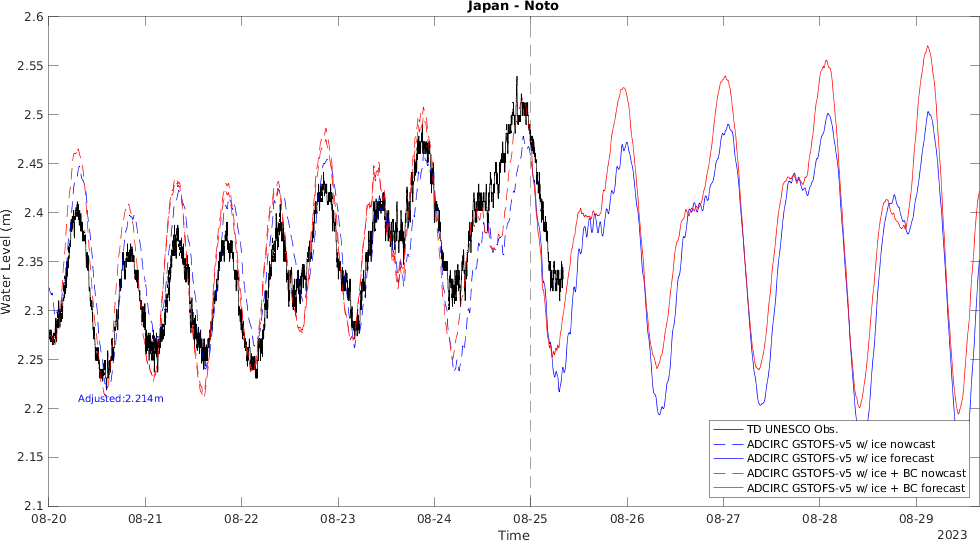 Japan - Noto
2.6
2.55
2.5
2.45
2.4
2.35
2.3
2.25
2.2
2.15
2.1
Water Level (m)
Adjusted:2.214m
TD UNESCO Obs.
ADCIRC GSTOFS-v5 w/ ice nowcast
ADCIRC GSTOFS-v5 w/ ice forecast
ADCIRC GSTOFS-v5 w/ ice + BC nowcast
ADCIRC GSTOFS-v5 w/ ice + BC forecast
08-20 08-21 08-22 08-23 08-24 08-25 08-26 08-27 08-28 08-29
Time
2023